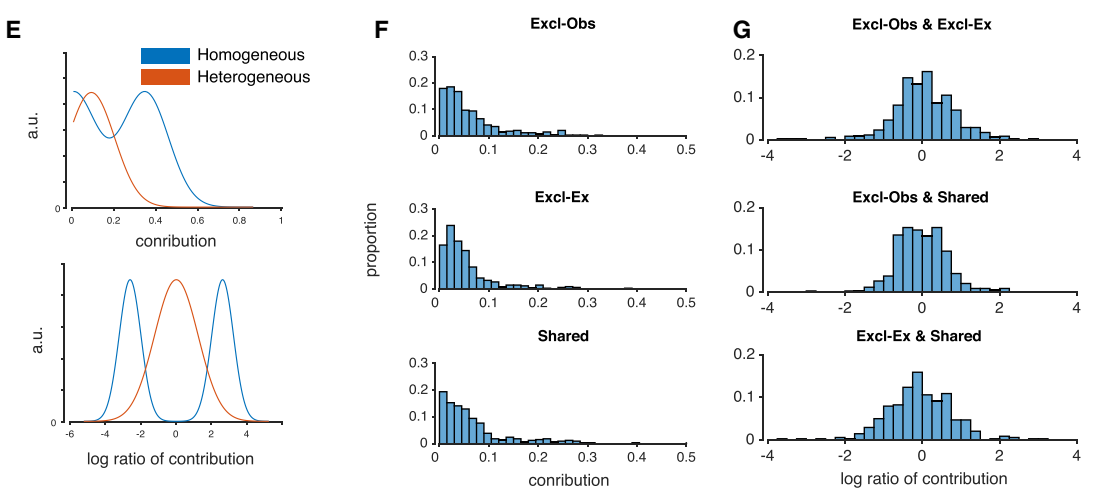 E
Homogeneous
Heterogeneous
a.u.
0
0 0.2 0.4 0.6 0.8 1
conribution
a.u.
0
-6 -4 -2 0 2 4
log ratio of contribution
F
proportion
Excl-Obs
0.3
0.2
0.1
0
0 0.1 0.2 0.3 0.4 0.5
Excl-Ex
0.3
0.2
0.1
0
0 0.1 0.2 0.3 0.4 0.5
Shared
0.3
0.2
0.1
0
0 0.1 0.2 0.3 0.4 0.5
conribution
G
Excl-Obs & Excl-Ex
0.2
0.1
0
-4 -2 0 2 4
Excl-Obs & Shared
0.2
0.1
0
-4 -2 0 2 4
Excl-Ex & Shared
0.2
0.1
0
-4 -2 0 2 4
log ratio of contribution